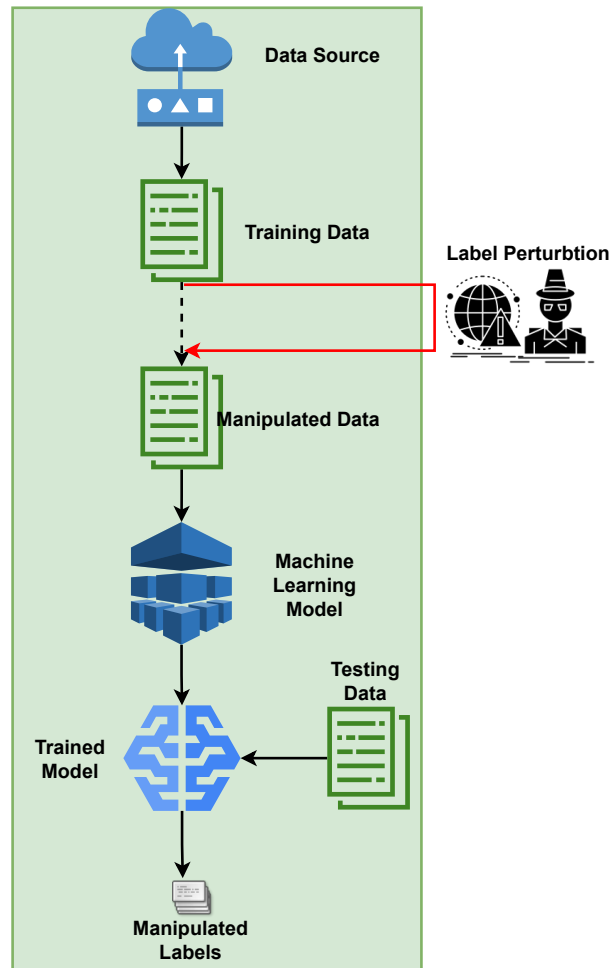 Data Source
Training Data
Label Perturbtion
Manipulated Data
Machine
Learning
Model
Testing
Data
Trained
Model
Manipulated
Labels